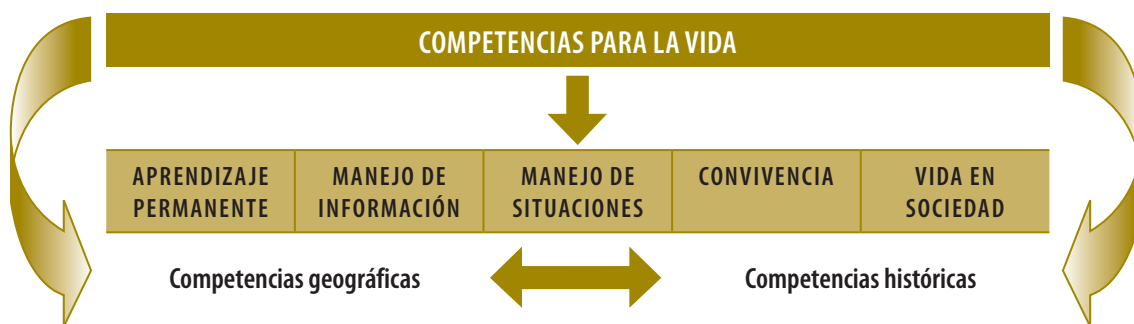 COMPETENCIAS PARA LA VIDA
APRENDIZAJE
PERMANENTE
MANEJO DE
INFORMACIÓN
MANEJO DE
SITUACIONES
CONVIVENCIA
VIDA EN
SOCIEDAD
Competencias geográficas
Competencias históricas